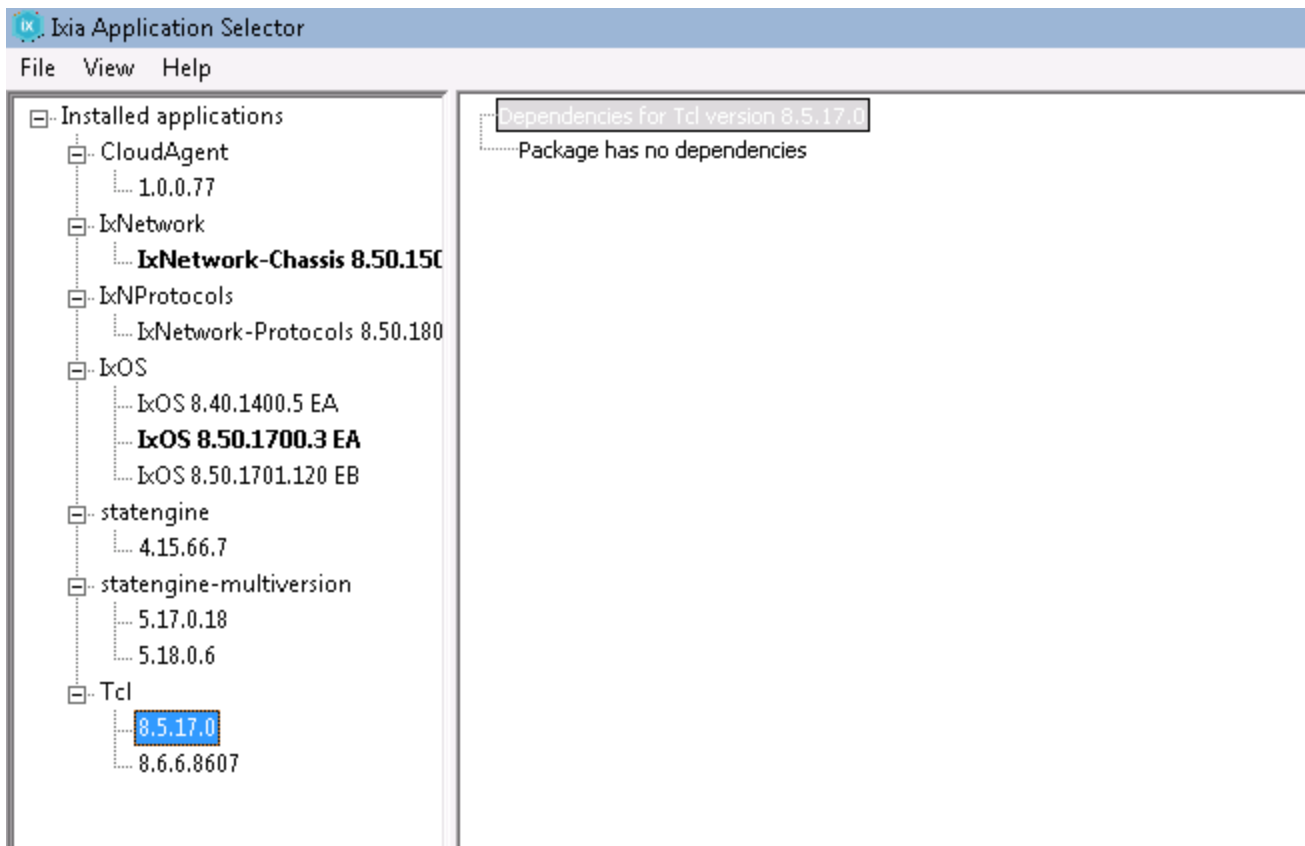 Ixia Application Selector
File View Help
Installed applications
CloudAgent
1.0.0.77
IxNetwork
IxNetwork-Chassis 8.50.150
IxNProtocols
IxNetwork-Protocols 8.50.180
IxOS
IxOS 8.40.1400.5 EA
IxOS 8.50.1700.3 EA
IxOS 8.50.1701.120 EB
statengine
4.15.66.7
statengine-multiversion
5.17.0.18
5.18.0.6
Tcl
8.5.17.0
8.6.6.8607
Dependencies for Tcl version 8.5.17.0
Package has no dependencies